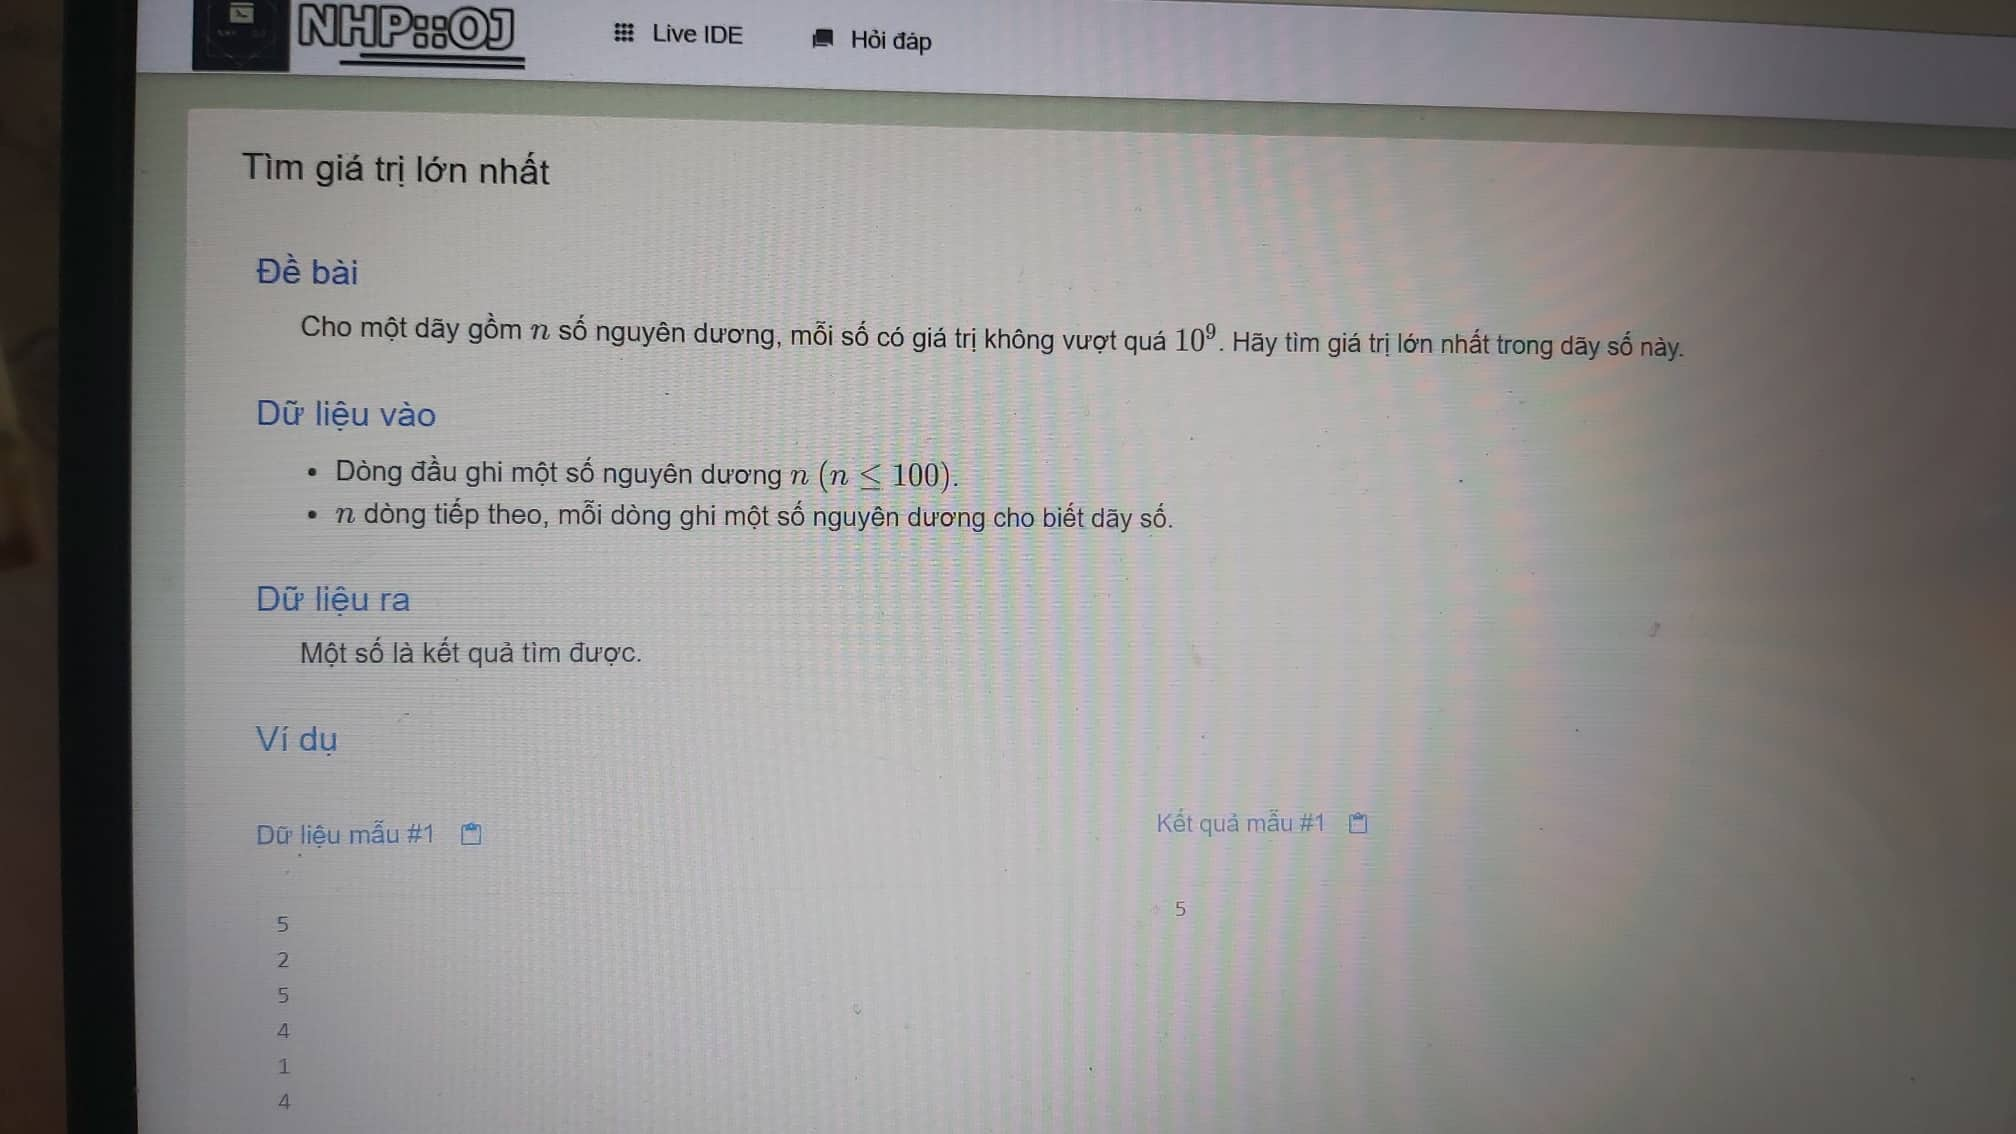 NHP::OJ
Live IDE
Hỏi đáp
Tìm giá trị lớn nhất
Đề bài
Cho một dãy gồm n số nguyên dương, mỗi số có giá trị không vượt quá 10⁹. Hãy tìm giá trị lớn nhất trong dãy số này.
Dữ liệu vào
• Dòng đầu ghi một số nguyên dương n (n ≤ 100).
• n dòng tiếp theo, mỗi dòng ghi một số nguyên dương cho biết dãy số.
Dữ liệu ra
Một số là kết quả tìm được.
Ví dụ
Dữ liệu mẫu #1
5
2
5
4
1
4
Kết quả mẫu #1
5